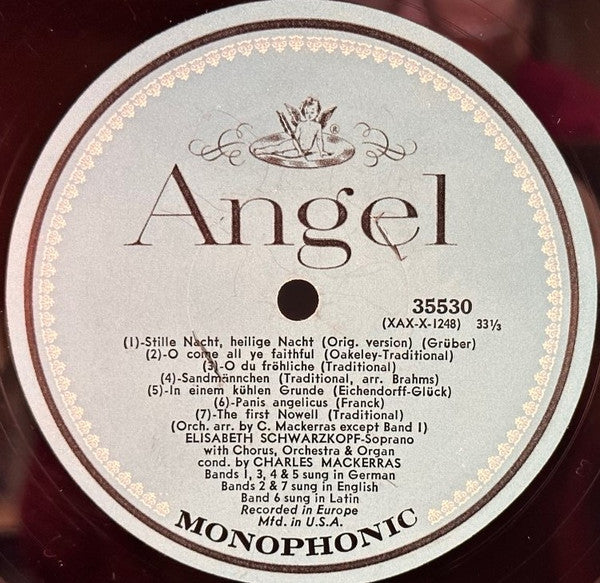 ®
Angel
35530
(XAX-X-1248) 33⅓
(1)-Stille Nacht, heilige Nacht (Orig. version) (Grüber)
(2)-O come all ye faithful (Oakeley-Traditional)
(3)-O du fröhliche (Traditional)
(4)-Sandmännchen (Traditional, arr. Brahms)
(5)-In einem kühlen Grunde (Eichendorff-Glück)
(6)-Panis angelicus (Franck)
(7)-The first Nowell (Traditional)
(Orch. arr. by C. Mackerras except Band 1)
ELISABETH SCHWARZKOPF-Soprano
with Chorus, Orchestra & Organ
cond. by CHARLES MACKERRAS
Bands 1, 3, 4 & 5 sung in German
Bands 2 & 7 sung in English
Band 6 sung in Latin
Recorded in Europe
Mfd. in U.S.A.
MONOPHONIC